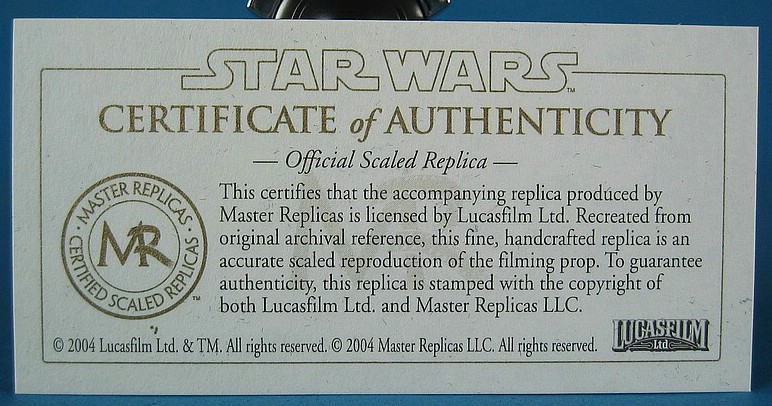 STAR WARS ™
CERTIFICATE of AUTHENTICITY
— Official Scaled Replica —
This certifies that the accompanying replica produced by
Master Replicas is licensed by Lucasfilm Ltd. Recreated from
original archival reference, this fine, handcrafted replica is an
accurate scaled reproduction of the filming prop. To guarantee
authenticity, this replica is stamped with the copyright of
both Lucasfilm Ltd. and Master Replicas LLC.
· MASTER REPLICAS ·
MR
CERTIFIED SCALED REPLICAS ™
© 2004 Lucasfilm Ltd. & TM. All rights reserved. © 2004 Master Replicas LLC. All rights reserved.
LUCASFILM
Ltd